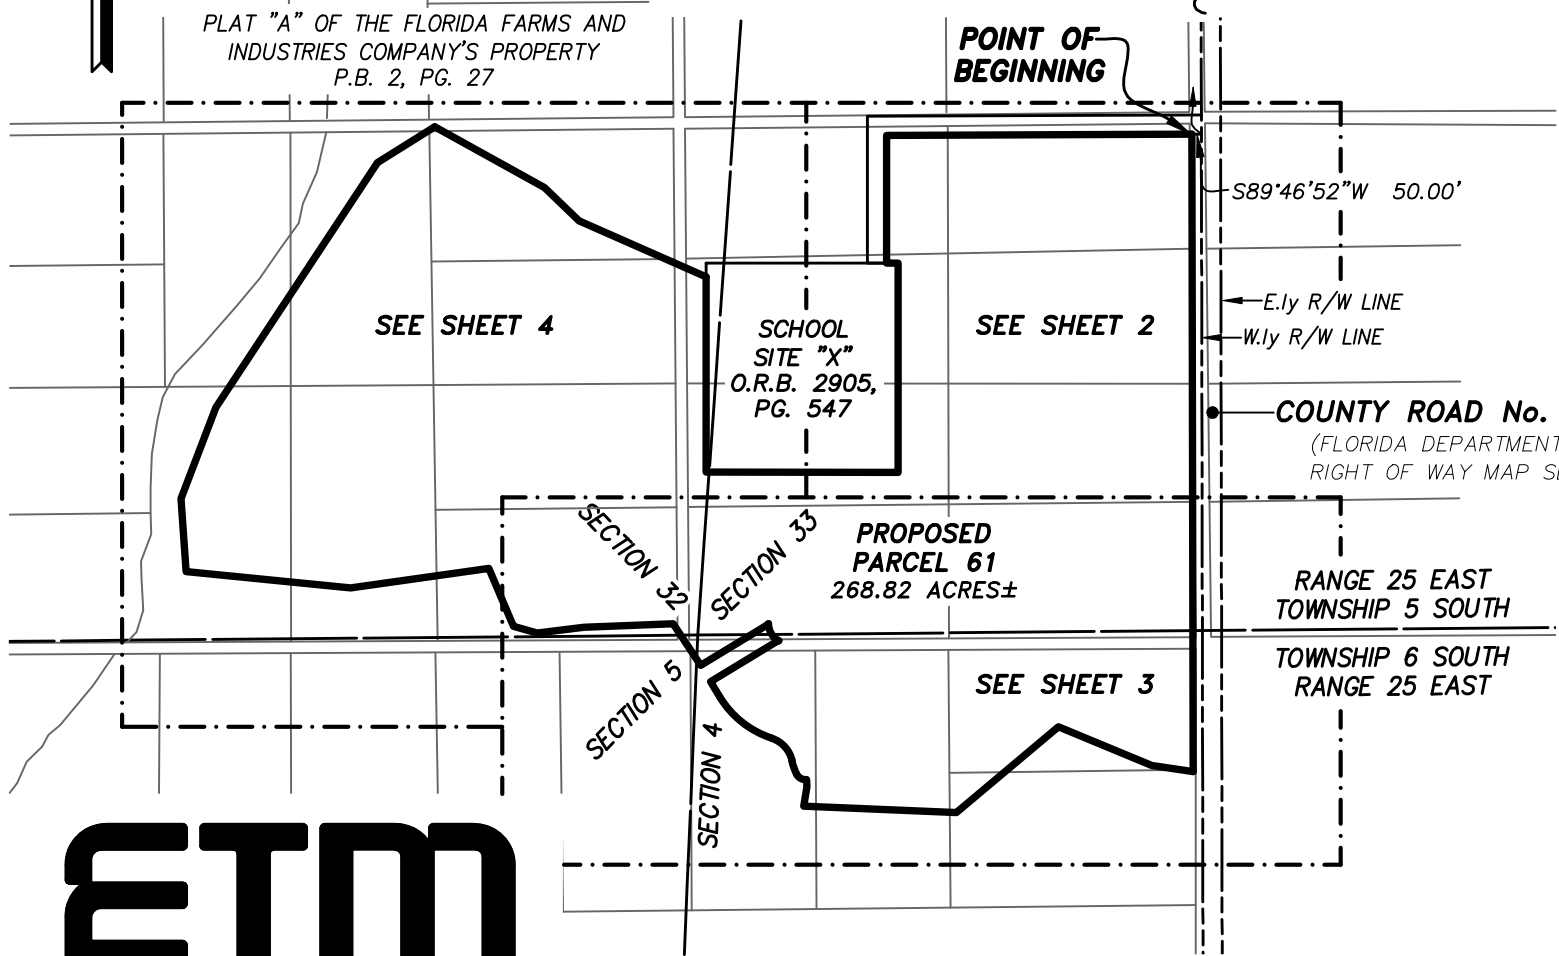 PLAT "A" OF THE FLORIDA FARMS AND
INDUSTRIES COMPANY'S PROPERTY
P.B. 2, PG. 27
POINT OF
BEGINNING
S89°46'52"W 50.00'
E.ly R/W LINE
W.ly R/W LINE
SEE SHEET 4
SCHOOL
SITE "X"
O.R.B. 2905,
PG. 547
SEE SHEET 2
COUNTY ROAD No.
(FLORIDA DEPARTMENT
RIGHT OF WAY MAP
SECTION 32
SECTION 33
PROPOSED
PARCEL 61
268.82 ACRES±
RANGE 25 EAST
TOWNSHIP 5 SOUTH
TOWNSHIP 6 SOUTH
RANGE 25 EAST
SECTION 5
SECTION 4
SEE SHEET 3
ETM